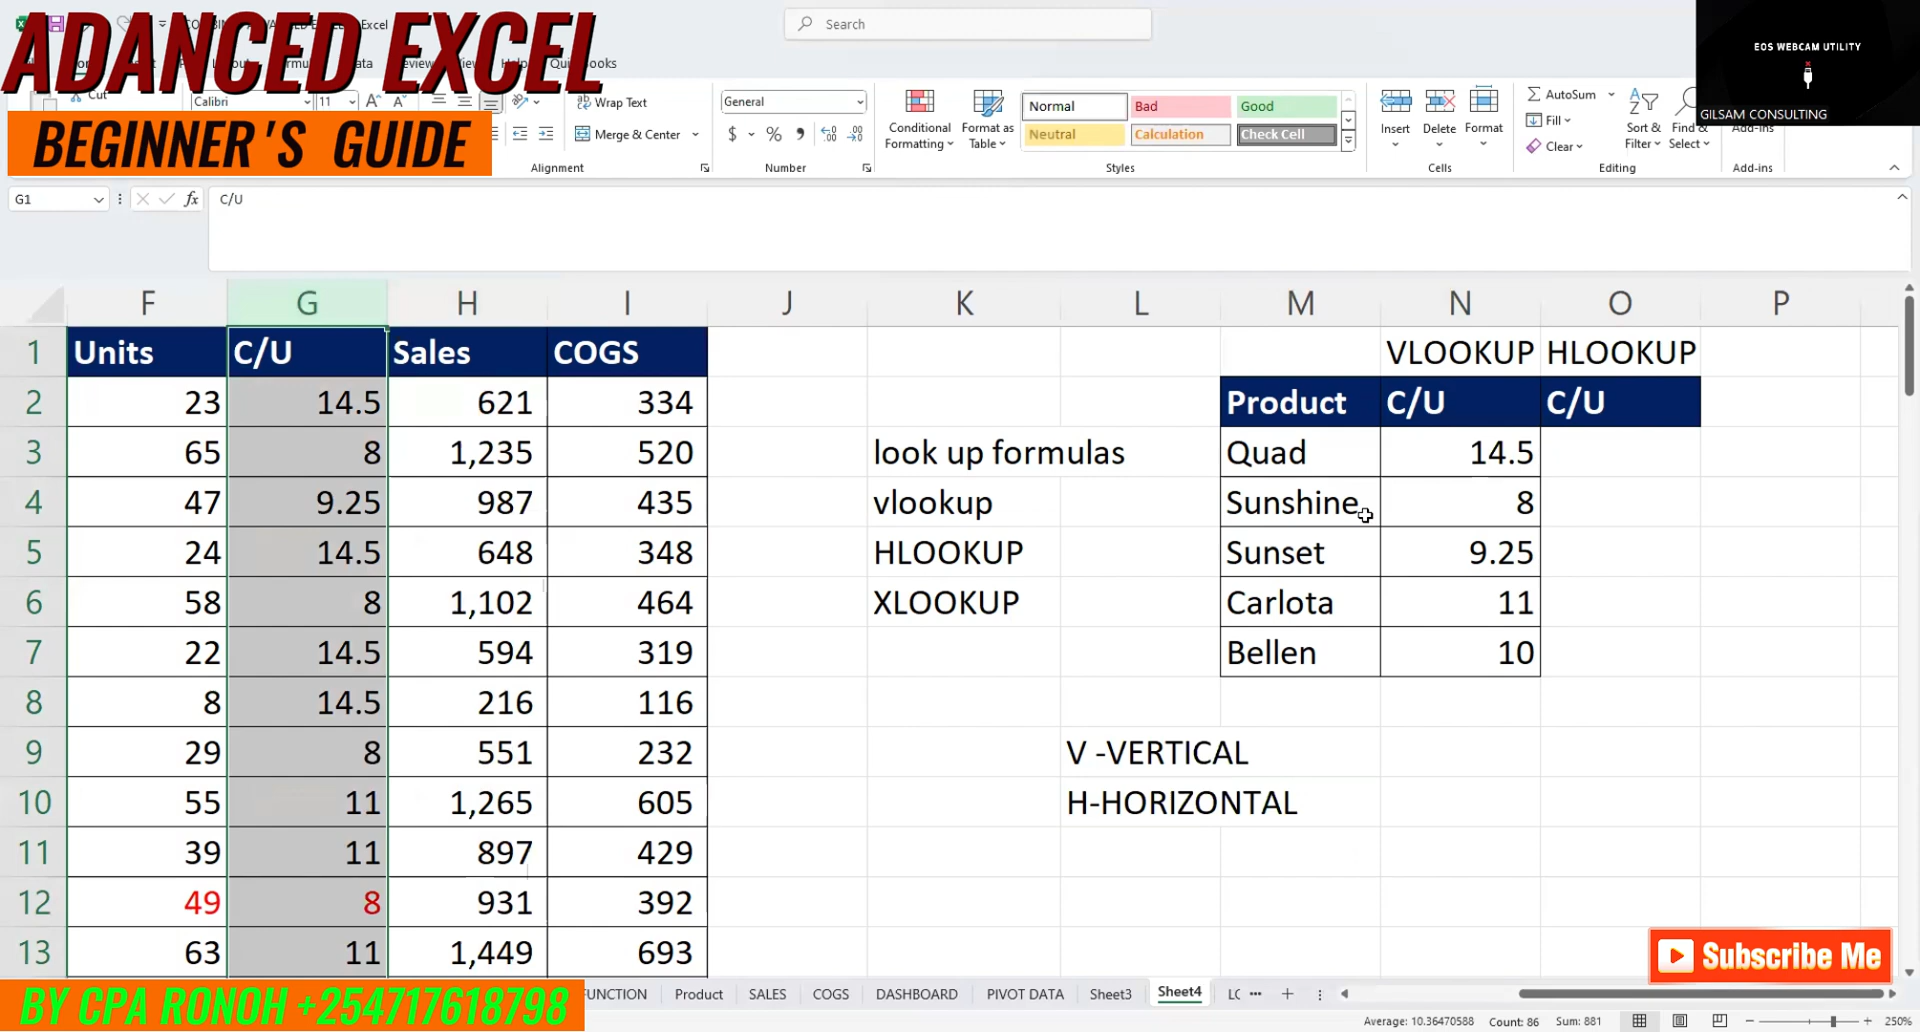 ADANCED EXCEL
BEGINNER'S GUIDE
Excel
Search
EOS WEBCAM UTILITY
GILSAM CONSULTING
Cut
Calibri
11
Wrap Text
Merge & Center
Alignment
General
Number
Conditional Formatting
Format as Table
Normal
Bad
Good
Neutral
Calculation
Check Cell
Styles
Insert
Delete
Format
Cells
AutoSum
Fill
Clear
Sort & Filter
Find & Select
Editing
Add-ins
Add-ins
G1
fx
C/U
F G H I J K L M N O P
1 Units C/U Sales COGS VLOOKUP HLOOKUP
2 23 14.5 621 334 Product C/U C/U
3 65 8 1,235 520 look up formulas Quad 14.5
4 47 9.25 987 435 vlookup Sunshine 8
5 24 14.5 648 348 HLOOKUP Sunset 9.25
6 58 8 1,102 464 XLOOKUP Carlota 11
7 22 14.5 594 319 Bellen 10
8 8 14.5 216 116
9 29 8 551 232 V -VERTICAL
10 55 11 1,265 605 H-HORIZONTAL
11 39 11 897 429
12 49 8 931 392
13 63 11 1,449 693
Subscribe Me
BY CPA RONOH +254717618798
FUNCTION Product SALES COGS DASHBOARD PIVOT DATA Sheet3 Sheet4
Average: 10.36470588 Count: 86 Sum: 881 250%